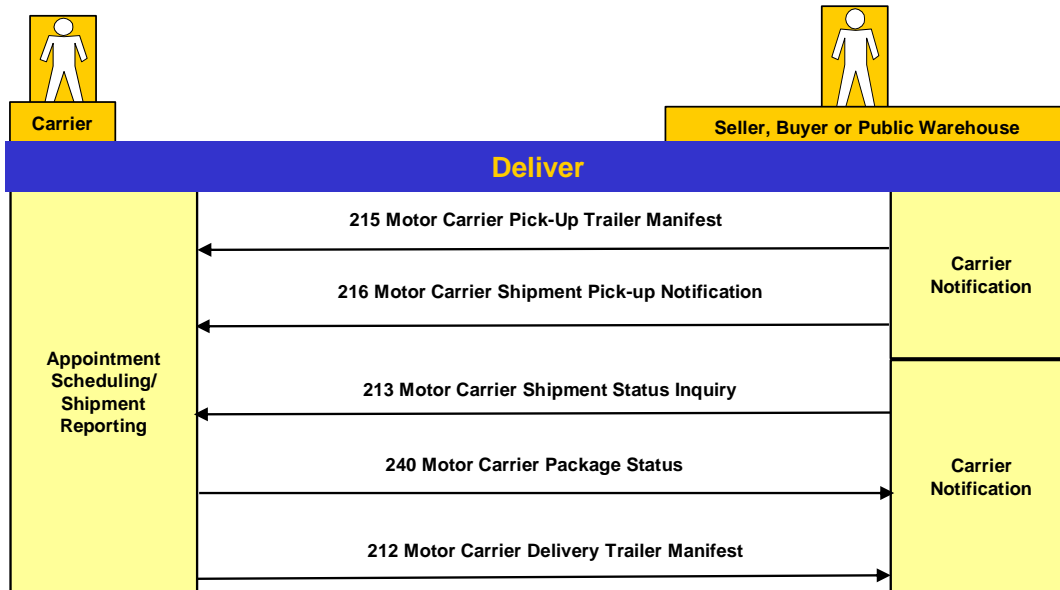 Carrier
Seller, Buyer or Public Warehouse
Deliver
215 Motor Carrier Pick-Up Trailer Manifest
Carrier
Notification
216 Motor Carrier Shipment Pick-up Notification
Appointment
Scheduling/
Shipment
Reporting
213 Motor Carrier Shipment Status Inquiry
240 Motor Carrier Package Status
Carrier
Notification
212 Motor Carrier Delivery Trailer Manifest